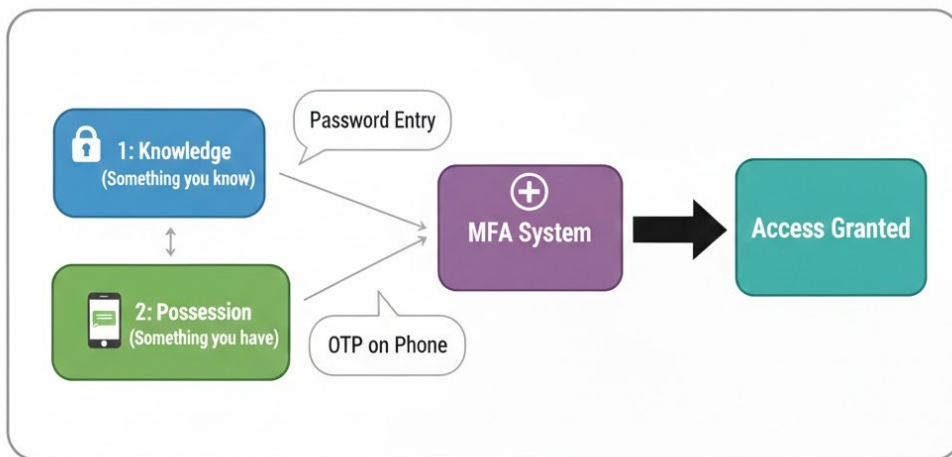 Password Entry
1: Knowledge
(Something you know)
MFA System
Access Granted
2: Possession
(Something you have)
OTP on Phone